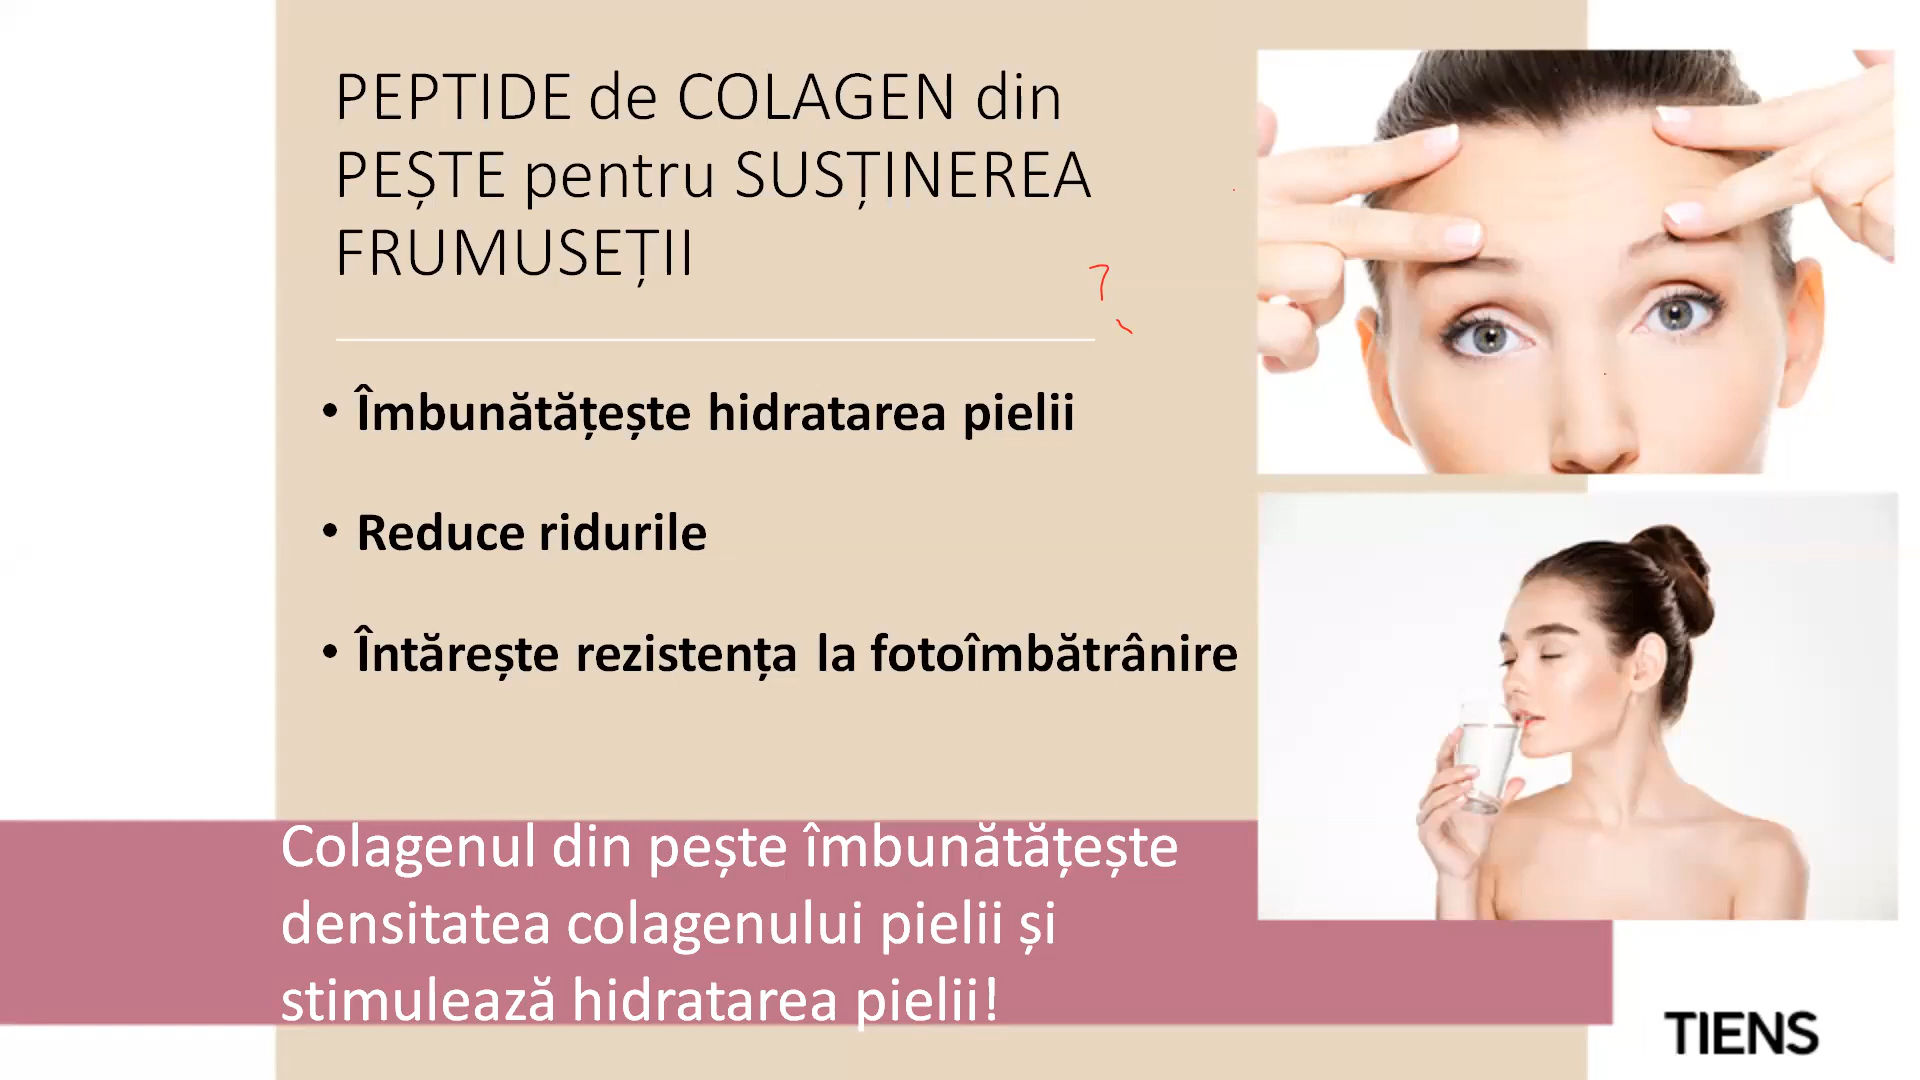 PEPTIDE de COLAGEN din
PEȘTE pentru SUSȚINEREA
FRUMUSEȚII
• Îmbunătățește hidratarea pielii
• Reduce ridurile
• Întărește rezistența la fotoîmbătrânire
Colagenul din pește îmbunătățește
densitatea colagenului pielii și
stimulează hidratarea pielii!
TIENS